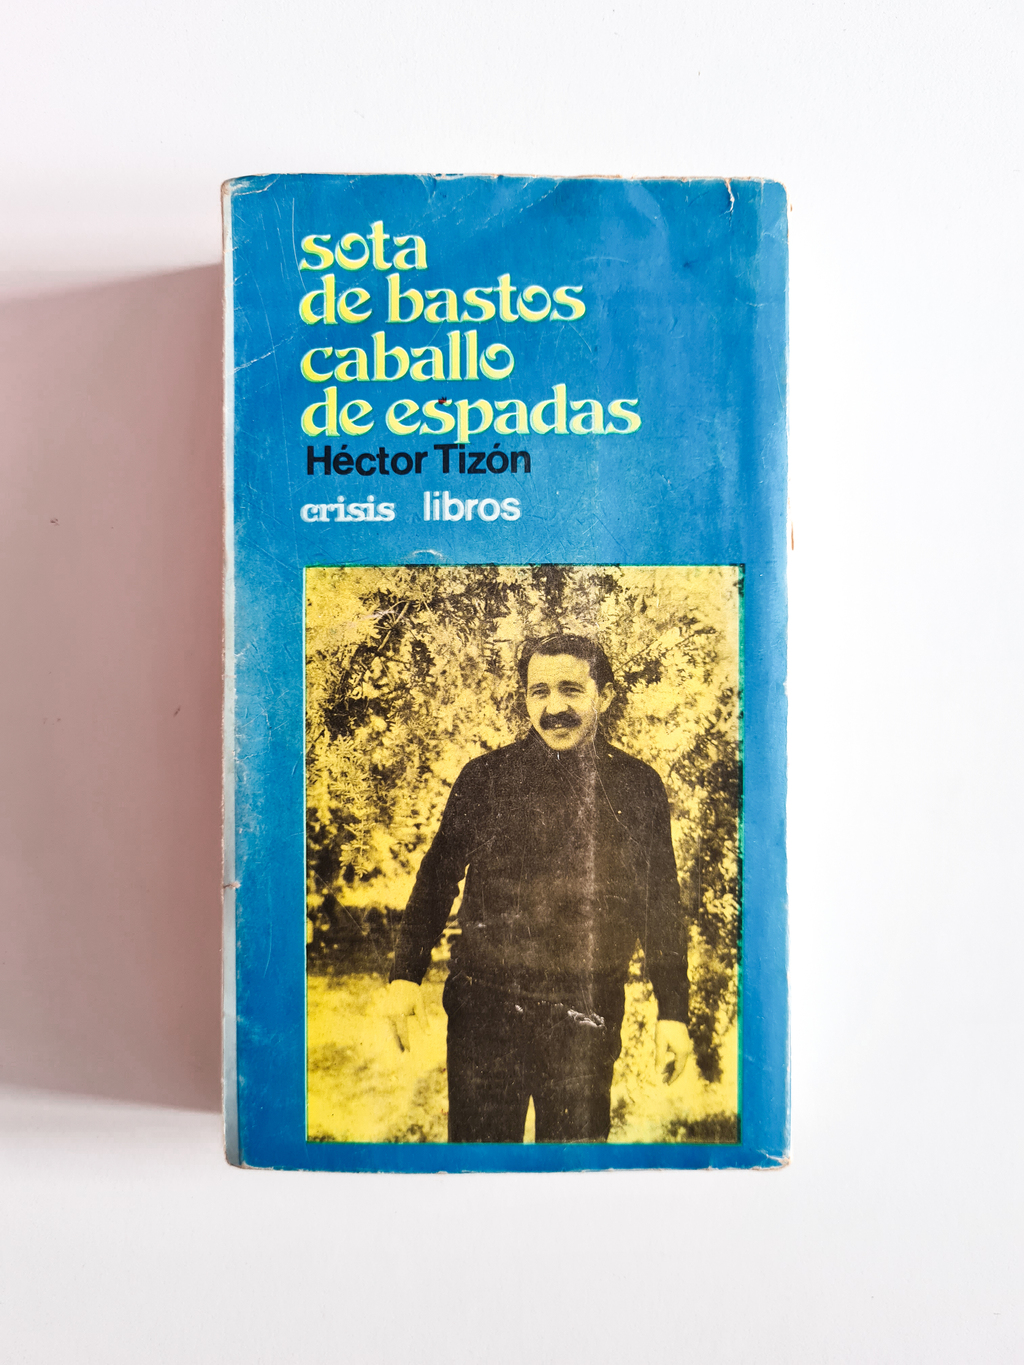 sota
de bastos
caballo
de espadas
Héctor Tizón
crisis libros